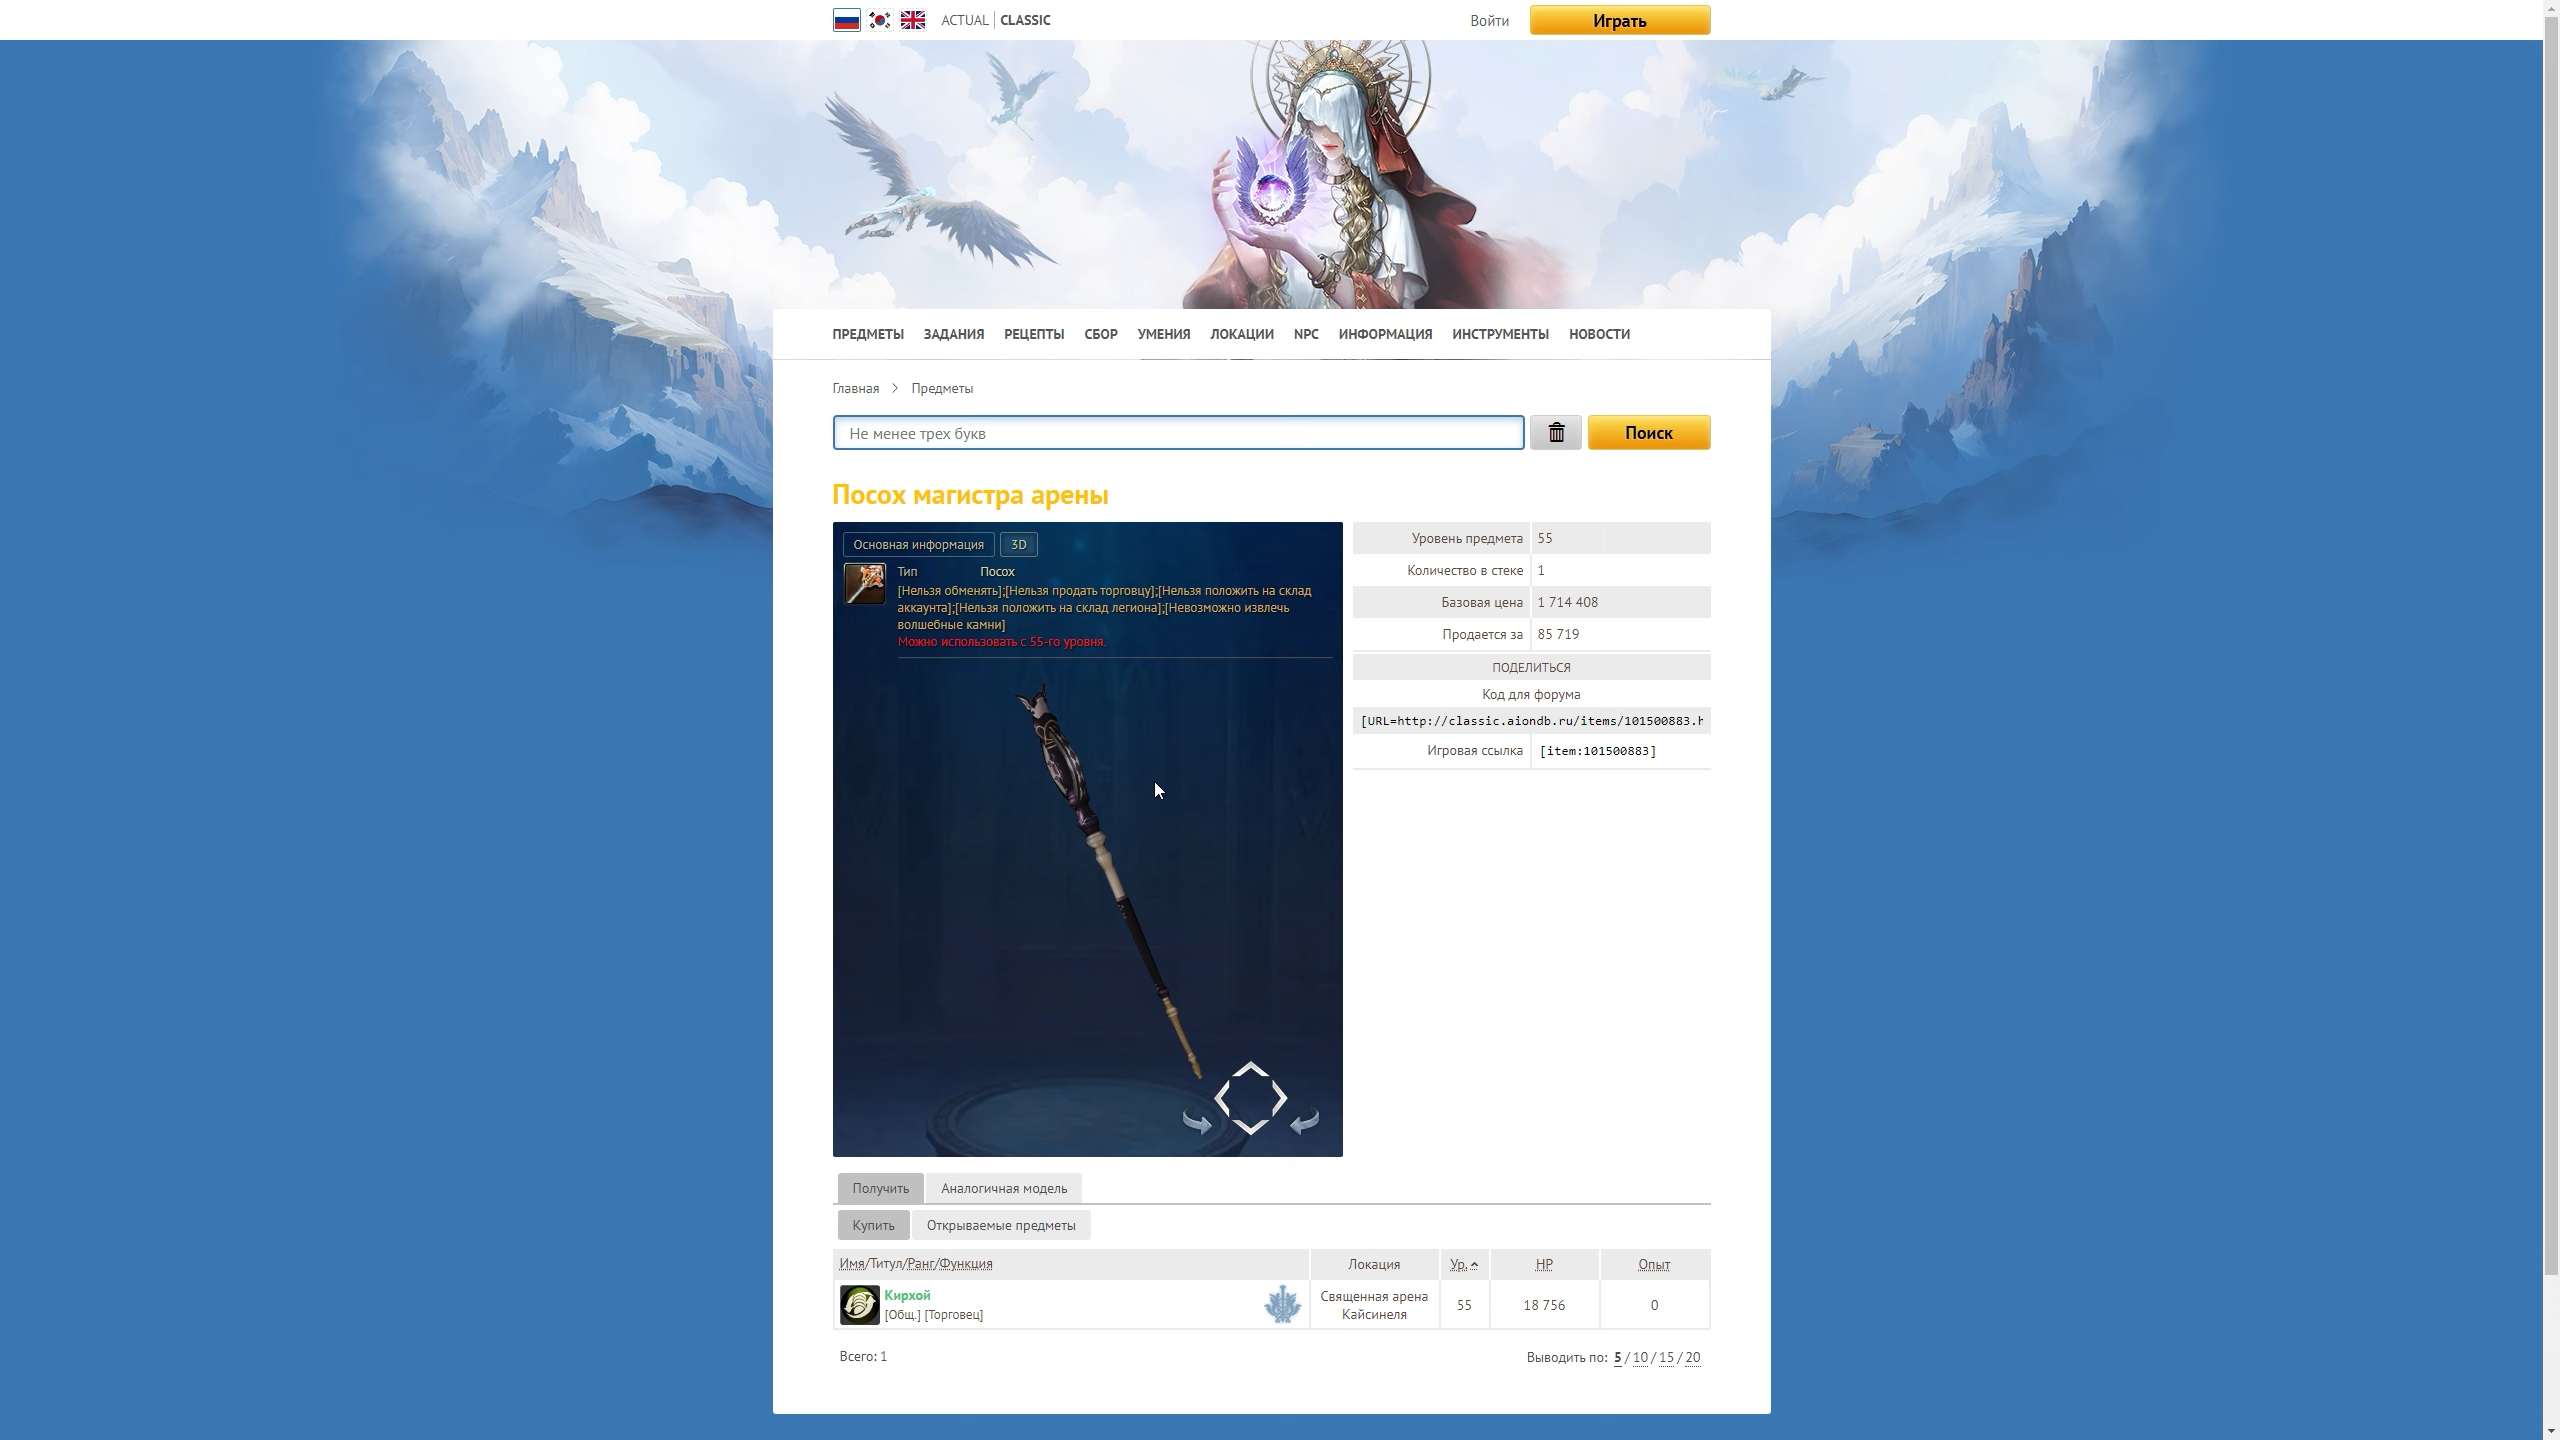 ACTUAL | CLASSIC
Войти
Играть
ПРЕДМЕТЫ ЗАДАНИЯ РЕЦЕПТЫ СБОР УМЕНИЯ ЛОКАЦИИ NPC ИНФОРМАЦИЯ ИНСТРУМЕНТЫ НОВОСТИ
Главная > Предметы
Не менее трех букв
Поиск
Посох магистра арены
Основная информация 3D
Тип Посох
[Нельзя обменять];[Нельзя продать торговцу];[Нельзя положить на склад
аккаунта];[Нельзя положить на склад легиона];[Невозможно извлечь
волшебные камни]
Можно использовать с 55-го уровня.
Уровень предмета 55
Количество в стеке 1
Базовая цена 1 714 408
Продается за 85 719
ПОДЕЛИТЬСЯ
Код для форума
[URL=http://classic.aiondb.ru/items/101500883.h
Игровая ссылка [item:101500883]
Получить Аналогичная модель
Купить Открываемые предметы
Имя/Титул/Ранг/Функция Локация Ур. HP Опыт
Кирхой
[Общ.] [Торговец]
Священная арена
Кайсинеля
55 18 756 0
Всего: 1
Выводить по: 5 / 10 / 15 / 20